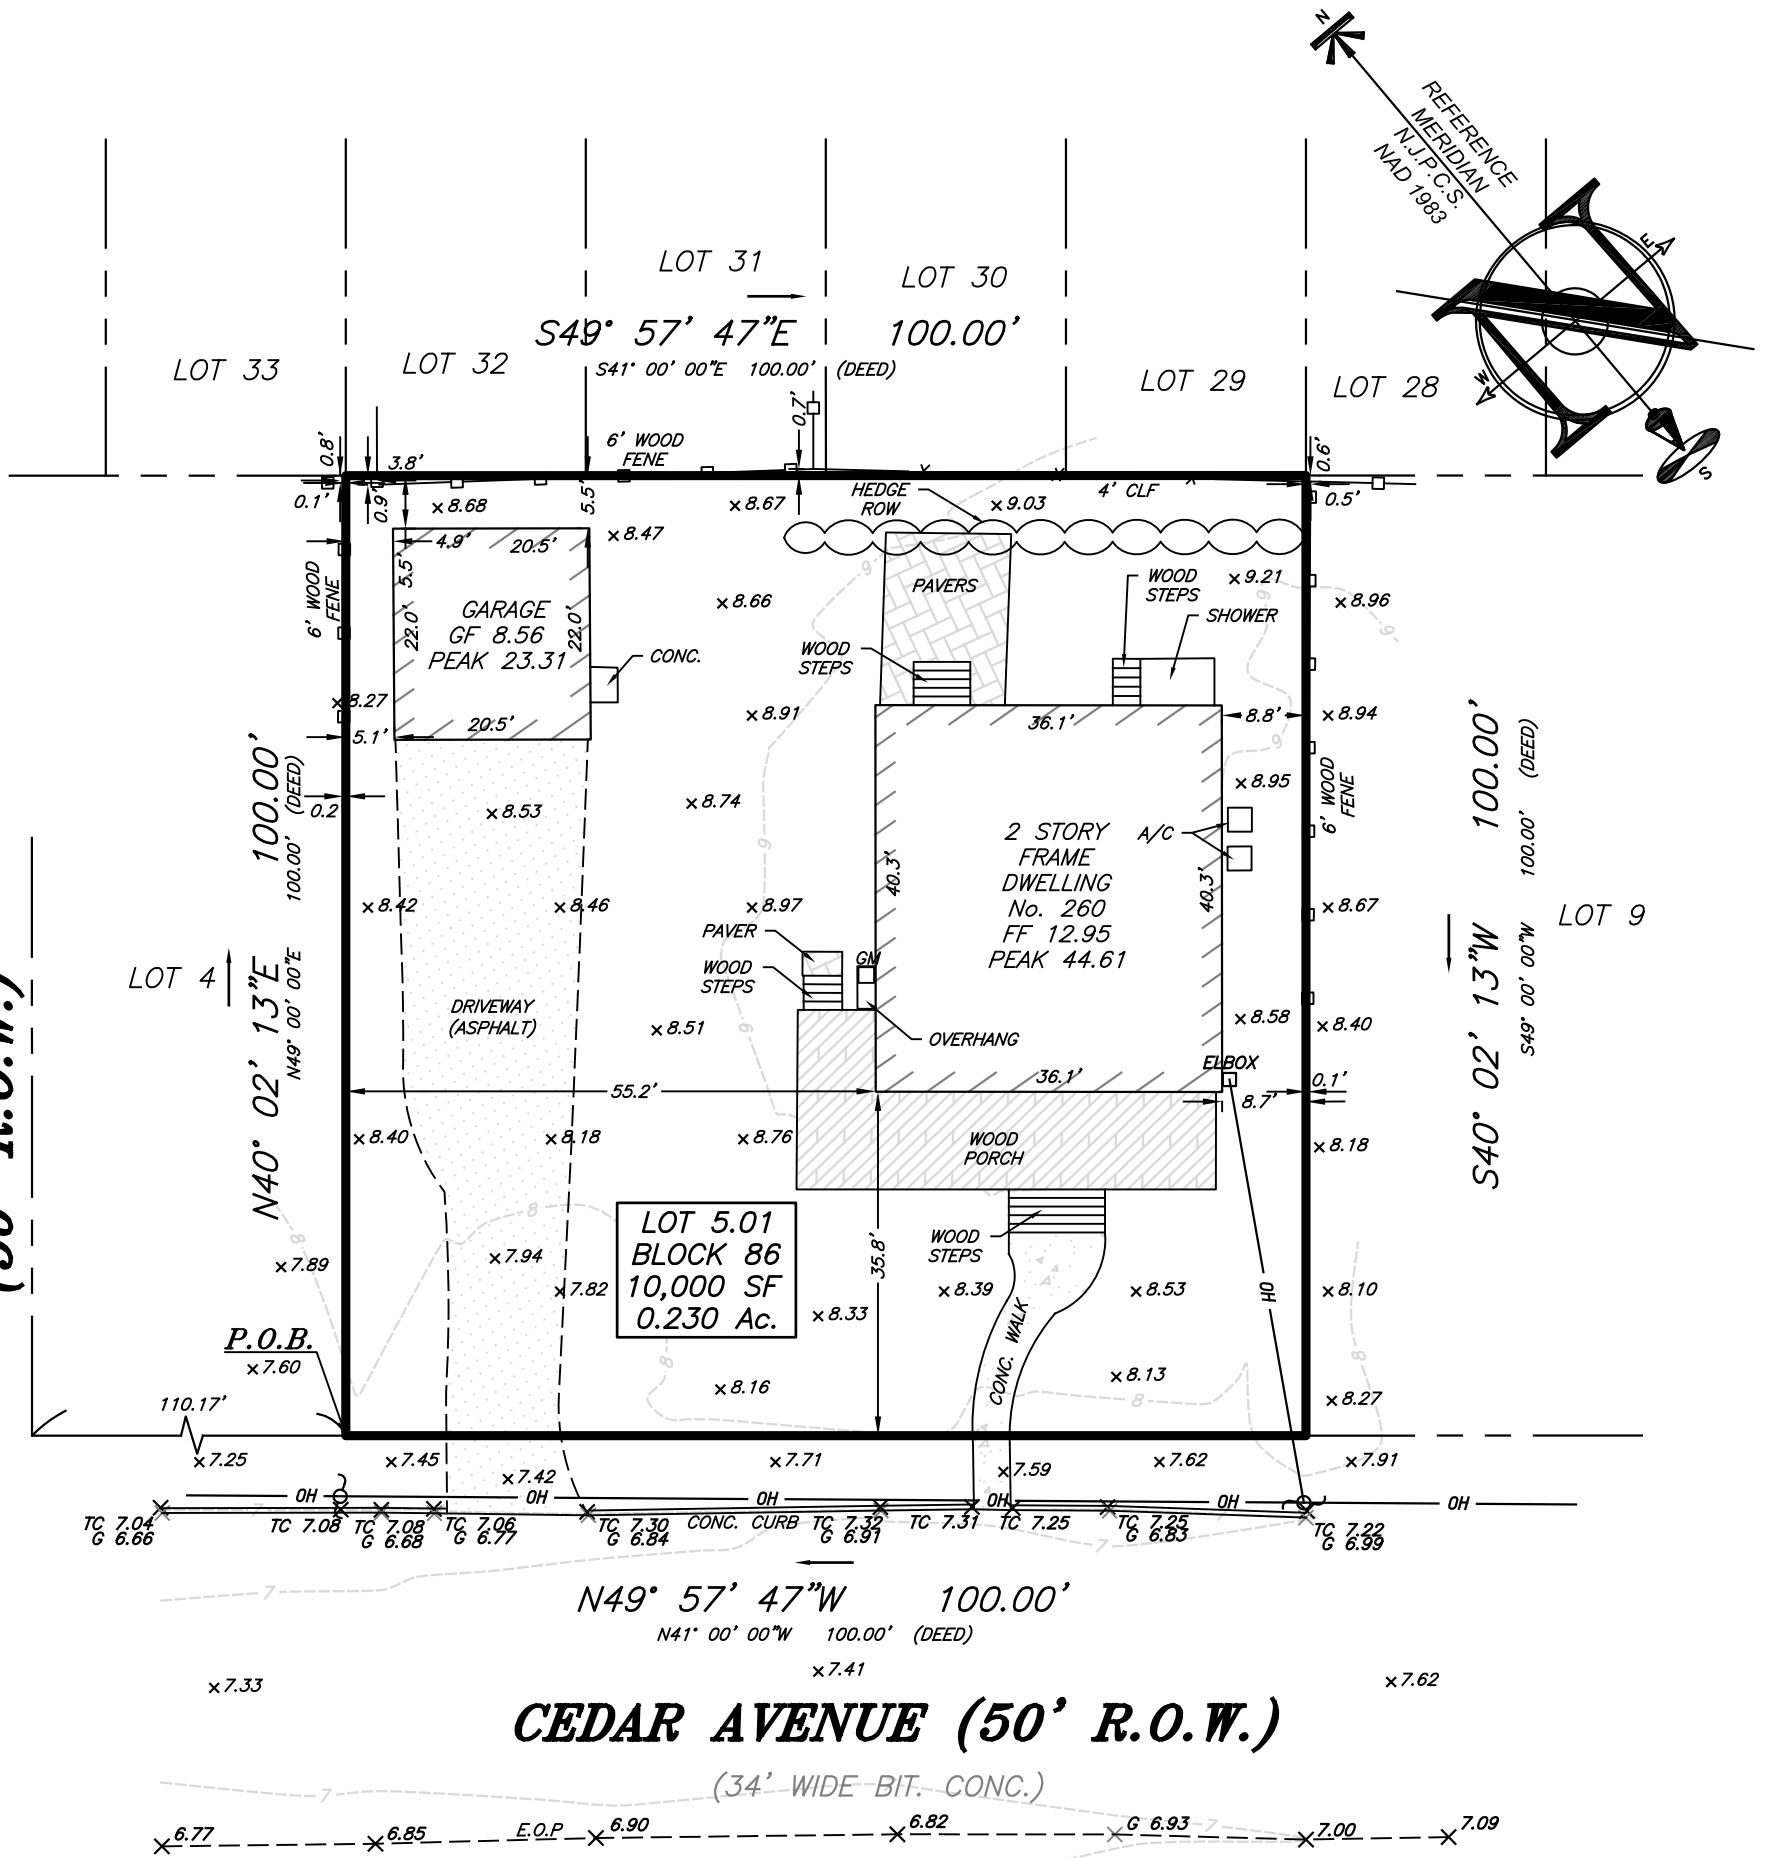 N
REFERENCE
MERIDIAN
N.J.P.C.S.
NAD 1983
E
W
S
LOT 31
LOT 30
S49° 57' 47"E 100.00'
S41° 00' 00"E 100.00' (DEED)
LOT 33
LOT 32
LOT 29
LOT 28
0.8'
3.8'
6' WOOD
FENE
0.7'
0.6'
0.1'
0.9'
8.68
5.5'
8.67
HEDGE
ROW
9.03
4' CLF
0.5'
8.47
4.9'
20.5'
5.5'
6' WOOD
FENE
GARAGE
GF 8.56
PEAK 23.31
22.0'
22.0'
CONC.
8.66
9
PAVERS
WOOD
STEPS
WOOD
STEPS
SHOWER
9.21
9
8.96
9
8.27
5.1'
20.5'
8.91
36.1'
8.8'
8.94
9
100.00'
100.00' (DEED)
0.2
8.53
8.74
9
8.95
6' WOOD
FENE
100.00'
100.00' (DEED)
2 STORY
FRAME
DWELLING
No. 260
FF 12.95
PEAK 44.61
A/C
40.3'
40.3'
8.42
8.46
8.97
8.67
LOT 9
PAVER
GM
WOOD
STEPS
LOT 4
N40° 02' 13"E
N49° 00' 00"E
S40° 02' 13"W
S49° 00' 00"W
DRIVEWAY
(ASPHALT)
8.51
9
OVERHANG
8.58
8.40
ELBOX
55.2'
36.1'
0.1'
8.7'
8.40
8.18
8.76
WOOD
PORCH
8.18
(50' R.O.W.)
8
8
LOT 5.01
BLOCK 86
10,000 SF
0.230 Ac.
WOOD
STEPS
35.8'
7.89
7.94
7.82
8.33
8.39
8.53
OH
8.10
CONC. WALK
P.O.B.
7.60
8
8
8.16
8.13
8
8.27
110.17'
7.25
7.45
7.42
7.71
7.59
7.62
7.91
OH
OH
OH
OH
OH
OH
7
7
TC 7.04
G 6.66
TC 7.08
TC 7.08
G 6.68
TC 7.06
G 6.77
TC 7.30
G 6.84
CONC. CURB
TC 7.32
G 6.91
TC 7.31
TC 7.25
TC 7.25
G 6.83
TC 7.22
G 6.99
7
7
N49° 57' 47"W 100.00'
N41° 00' 00"W 100.00' (DEED)
7.33
7.41
7.62
CEDAR AVENUE (50' R.O.W.)
(34' WIDE BIT. CONC.)
7
7
6.77
6.85
E.O.P
6.90
6.82
G 6.93
7.00
7.09